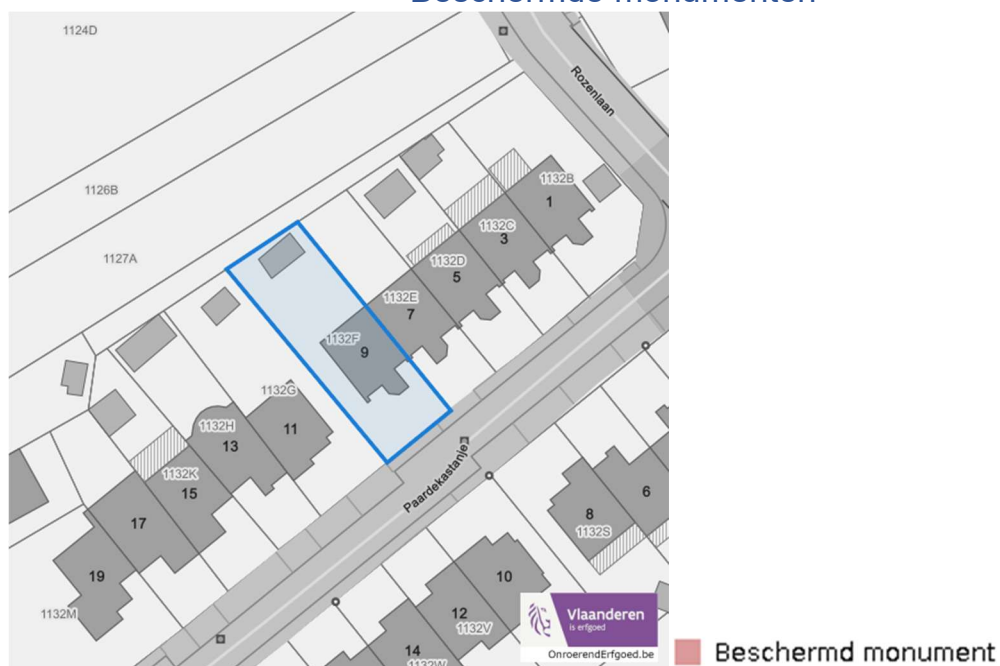 Beschermde monumenten
1124D
Rozenlaan
1126B
1132B
1
1132C
3
1127A
1132D
5
1132E
7
1132F
9
1132G
11
1132H
13
1132K
15
17
19
1132M
Paardekastanje
6
8
1132S
10
12
1132V
14
1132W
Vlaanderen
is erfgoed
OnroerendErfgoed.be
Beschermd monument